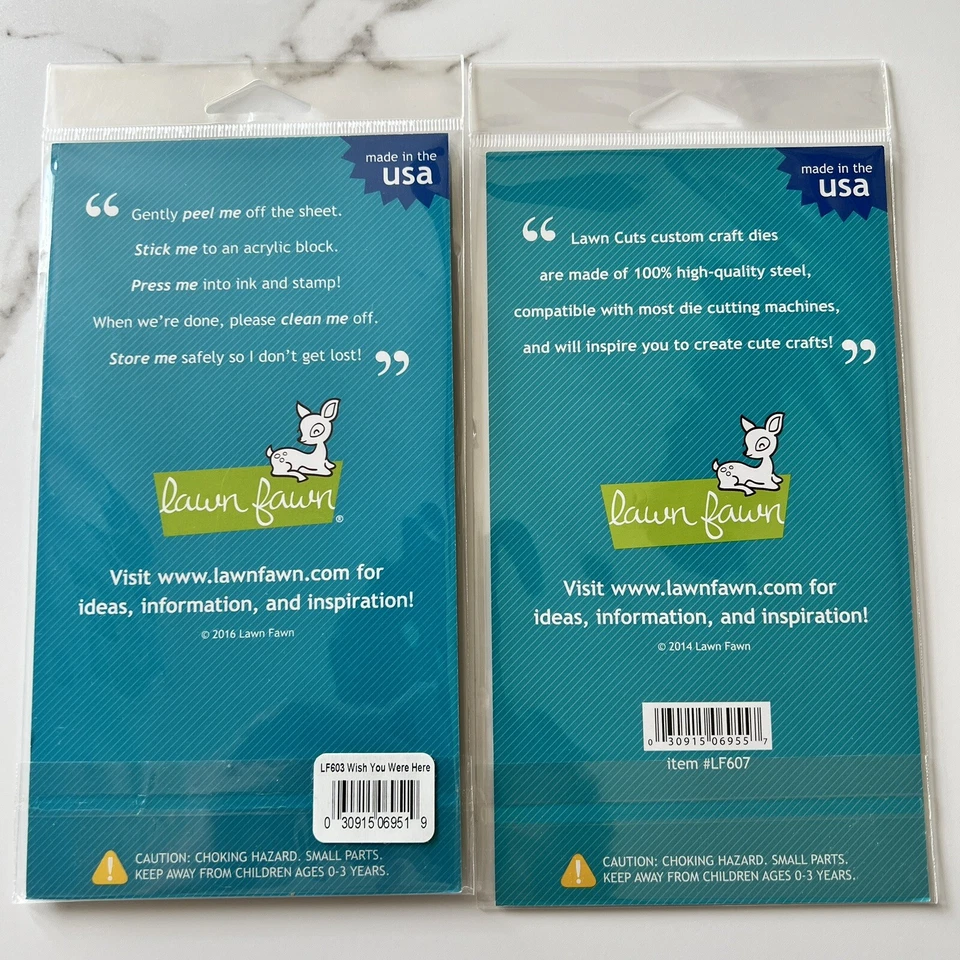 made in the
usa
“ Gently peel me off the sheet.
Stick me to an acrylic block.
Press me into ink and stamp!
When we're done, please clean me off.
Store me safely so I don't get lost! ”
lawn fawn®
Visit www.lawnfawn.com for
ideas, information, and inspiration!
© 2016 Lawn Fawn
LF603 Wish You Were Here
0 30915 06951 9
CAUTION: CHOKING HAZARD. SMALL PARTS.
KEEP AWAY FROM CHILDREN AGES 0-3 YEARS.
made in the
usa
“ Lawn Cuts custom craft dies
are made of 100% high-quality steel,
compatible with most die cutting machines,
and will inspire you to create cute crafts! ”
lawn fawn
Visit www.lawnfawn.com for
ideas, information, and inspiration!
© 2014 Lawn Fawn
0 30915 06955 7
item #LF607
CAUTION: CHOKING HAZARD. SMALL PARTS.
KEEP AWAY FROM CHILDREN AGES 0-3 YEARS.